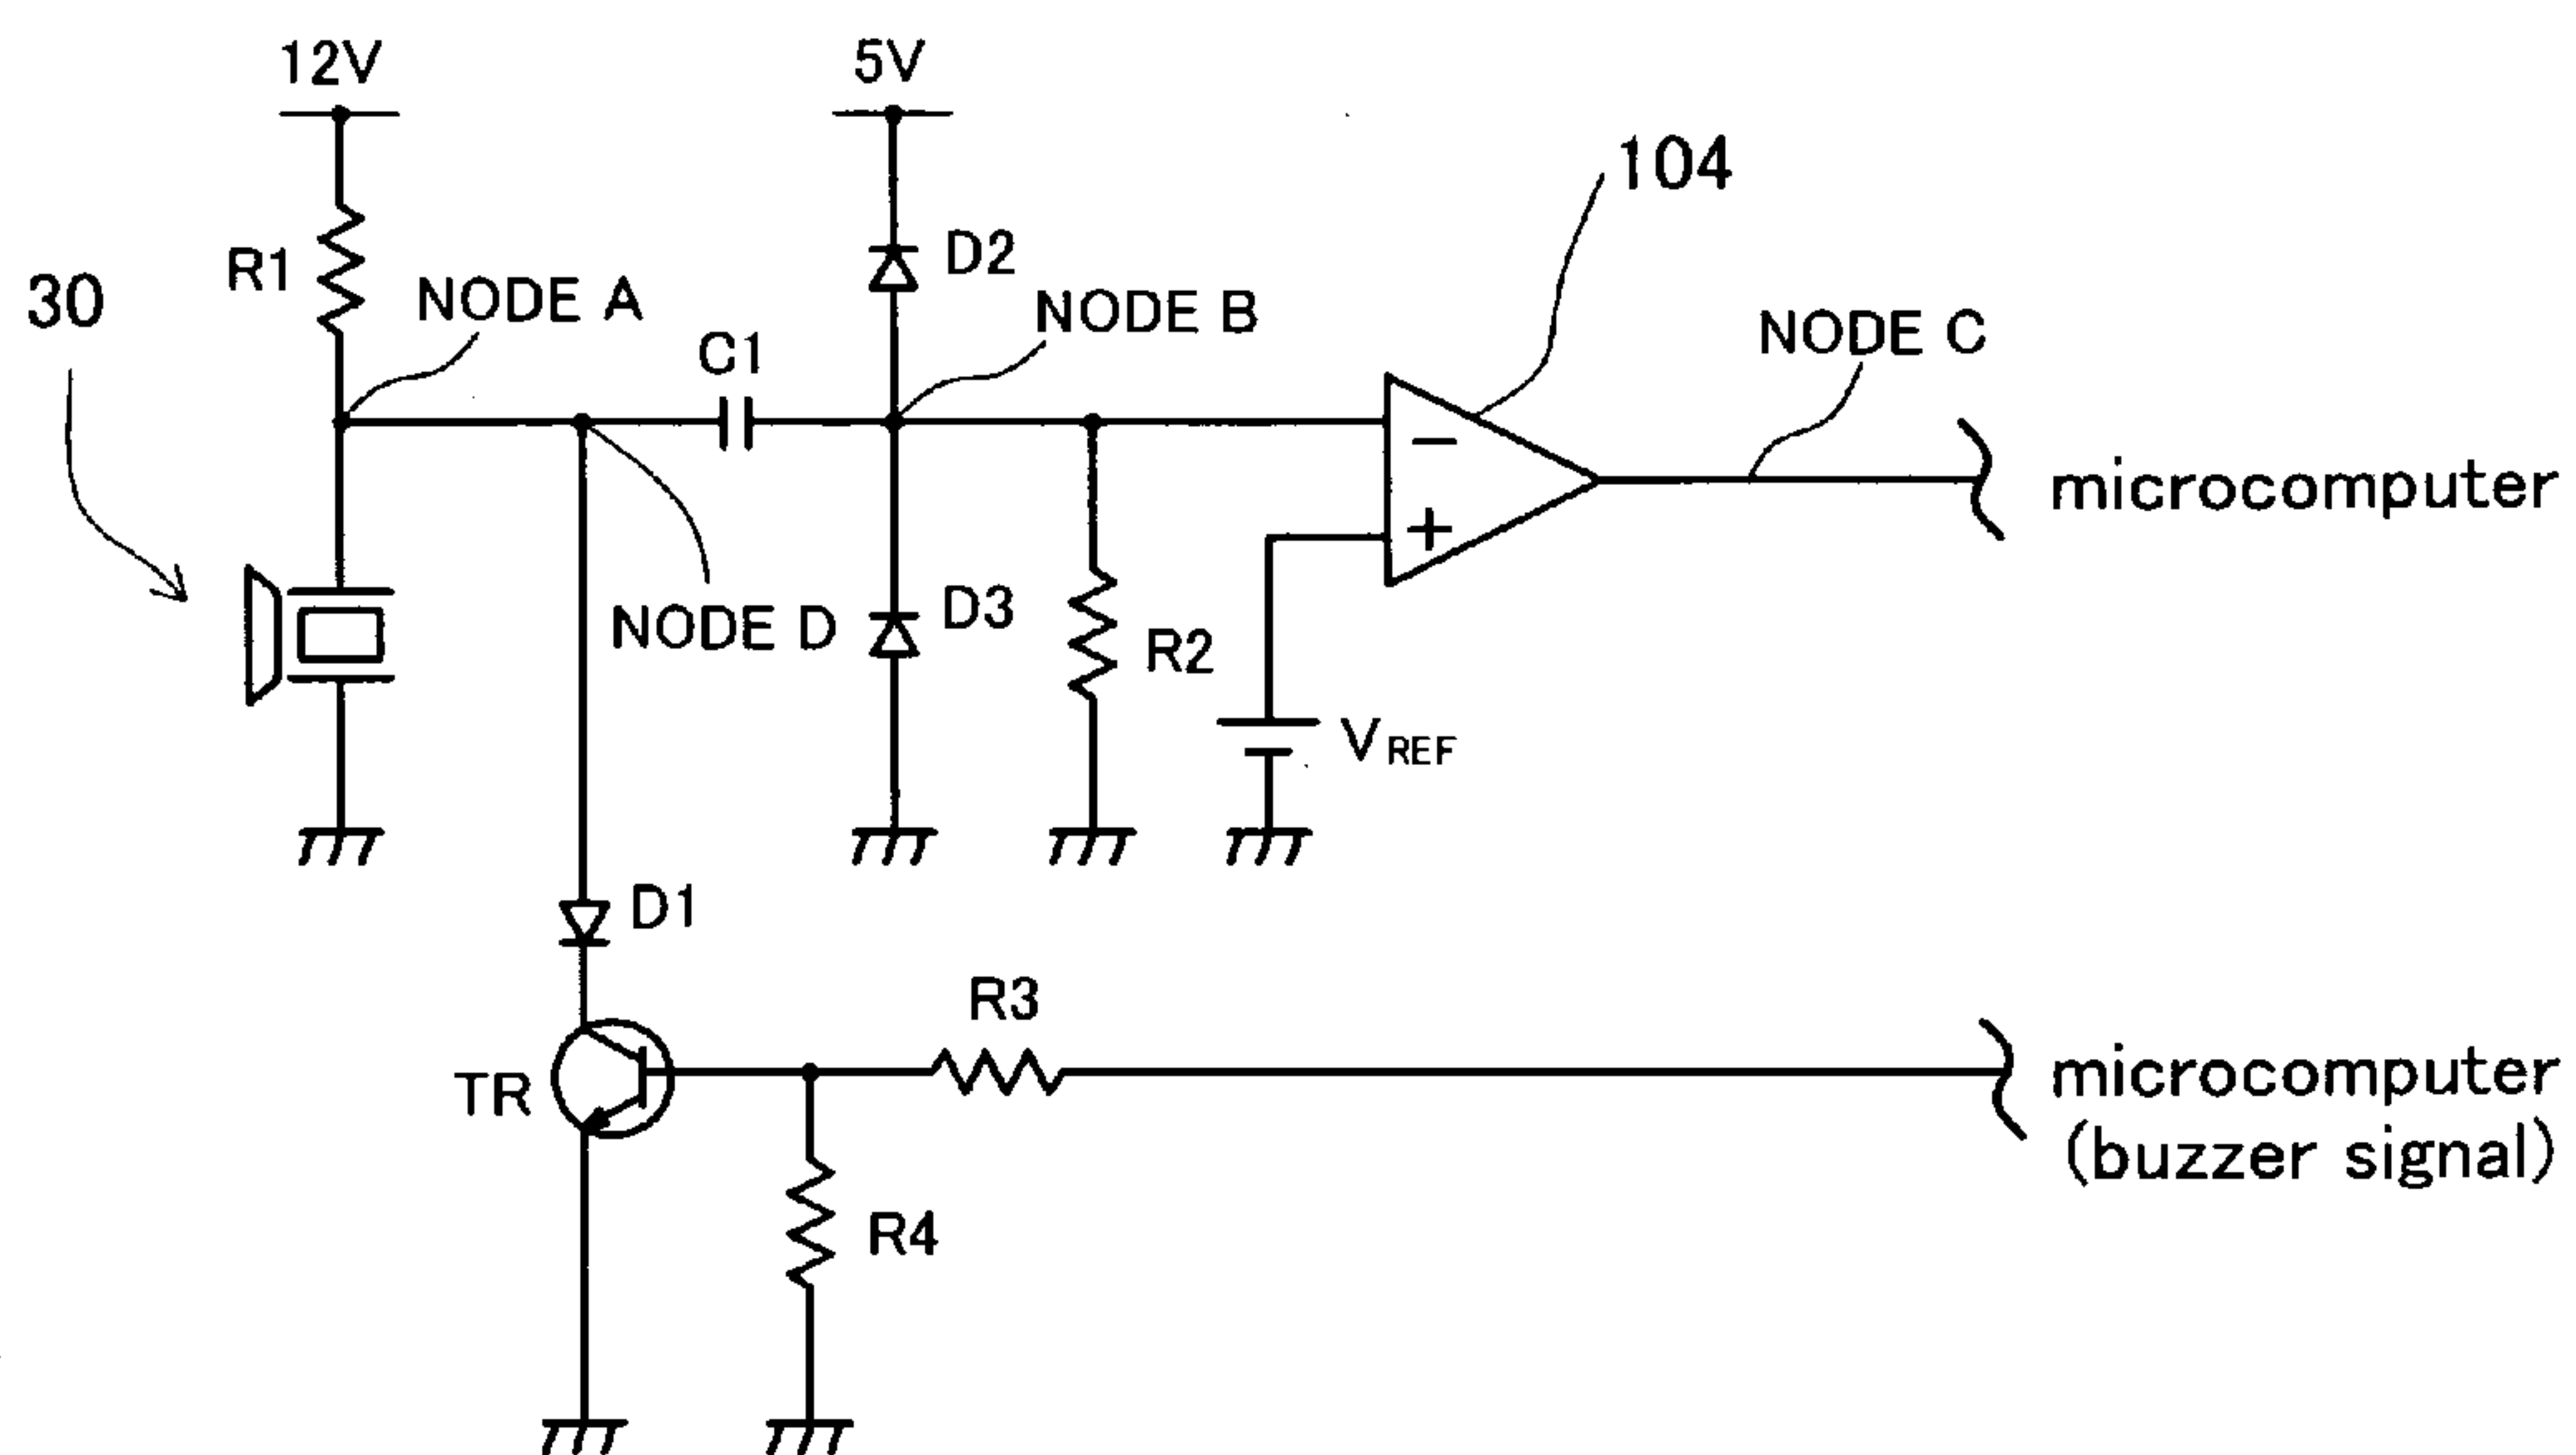 12V
5V
104
R1
D2
30
NODE A
NODE B
NODE C
C1
microcomputer
−
+
NODE D
D3
R2
VREF
D1
R3
TR
microcomputer
(buzzer signal)
R4